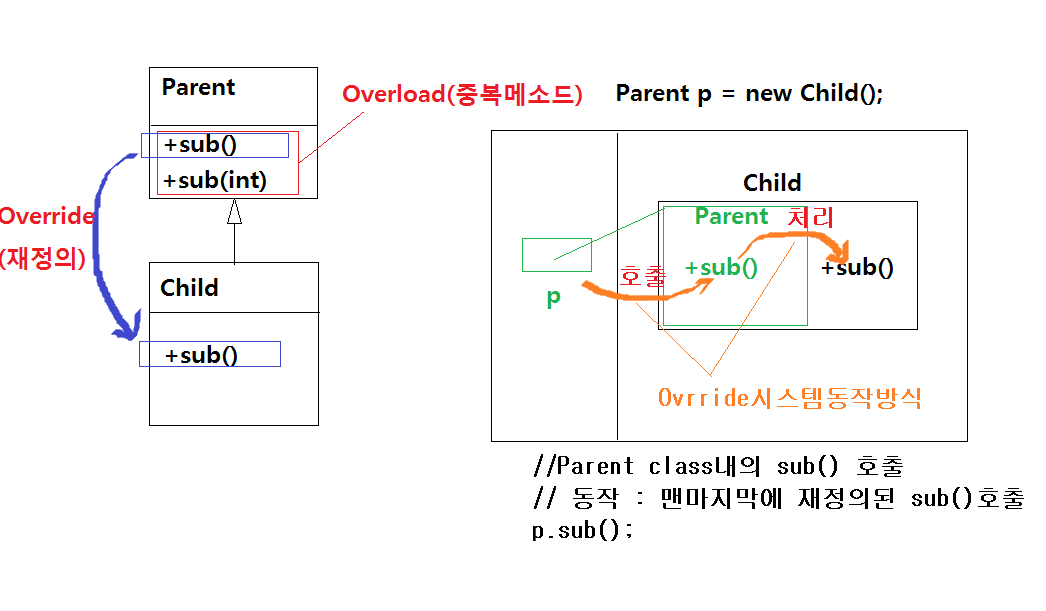 Parent
+sub()
+sub(int)
Overload(중복메소드)
Override
(재정의)
Child
+sub()
Parent p = new Child();
Child
Parent
처리
+sub()
+sub()
호출
p
Ovrride시스템동작방식
//Parent class내의 sub() 호출
// 동작 : 맨마지막에 재정의된 sub()호출
p.sub();